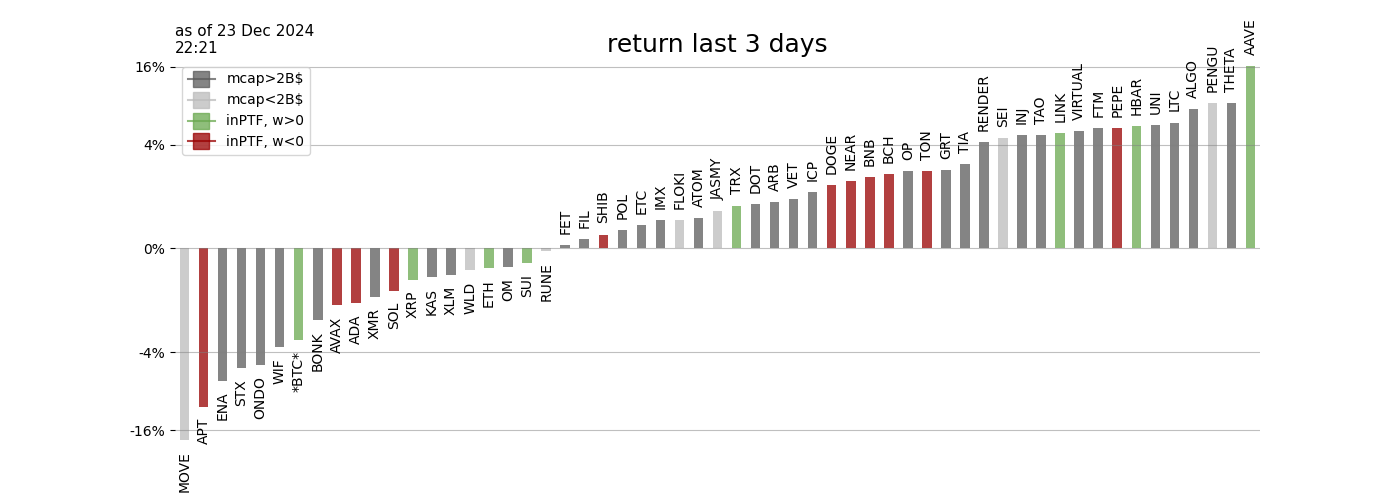 as of 23 Dec 2024
22:21
return last 3 days
mcap>2B$
mcap<2B$
inPTF, w>0
inPTF, w<0
16%
4%
0%
-4%
-16%
MOVE
APT
ENA
STX
ONDO
WIF
*BTC*
BONK
AVAX
ADA
XMR
SOL
XRP
KAS
XLM
WLD
ETH
OM
SUI
RUNE
FET
FIL
SHIB
POL
ETC
IMX
FLOKI
ATOM
JASMY
TRX
DOT
ARB
VET
ICP
DOGE
NEAR
BNB
BCH
OP
TON
GRT
TIA
RENDER
SEI
INJ
TAO
LINK
VIRTUAL
FTM
PEPE
HBAR
UNI
LTC
ALGO
PENGU
THETA
AAVE